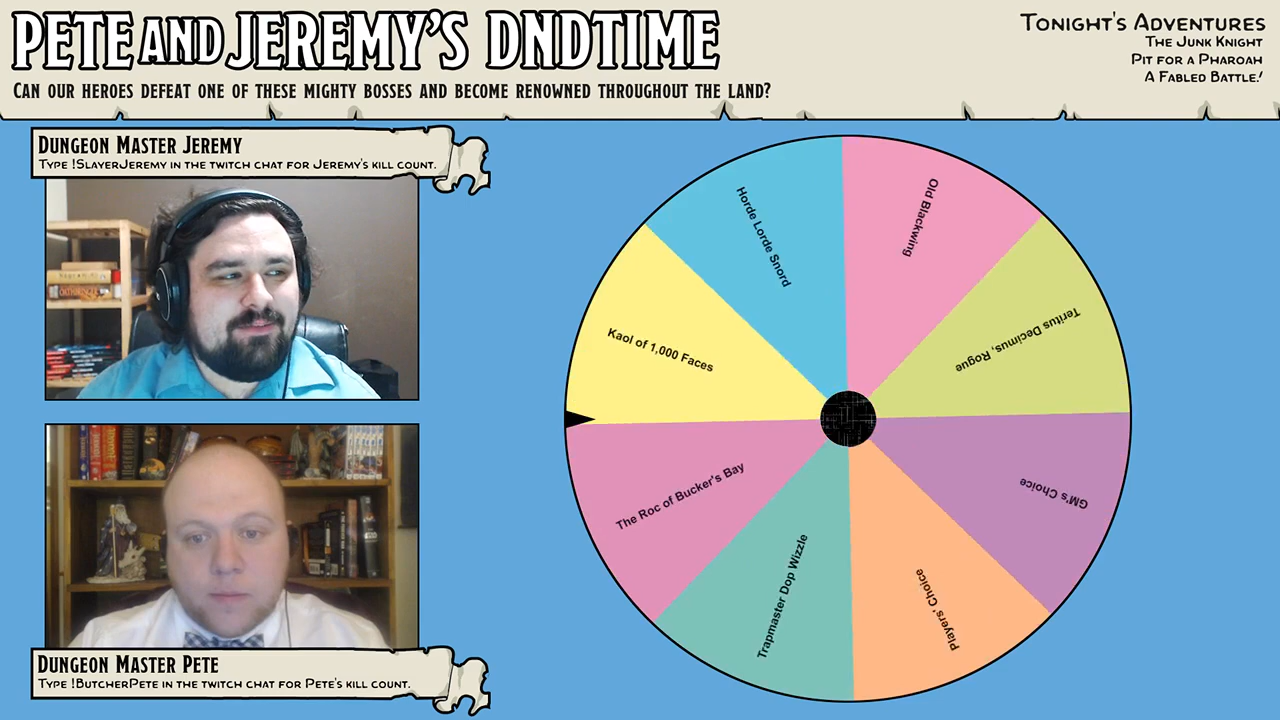 PETE AND JEREMY'S DNDTIME
CAN OUR HEROES DEFEAT ONE OF THESE MIGHTY BOSSES AND BECOME RENOWNED THROUGHOUT THE LAND?
TONIGHT'S ADVENTURES
THE JUNK KNIGHT
PIT FOR A PHAROAH
A FABLED BATTLE!
DUNGEON MASTER JEREMY
TYPE !SLAYERJEREMY IN THE TWITCH CHAT FOR JEREMY'S KILL COUNT.
OATHBRINGER
Horde Lorde Snord
Old Blackwing
Teritus Decimus, Rogue
GM's Choice
Players' Choice
Trapmaster Dop Wizzle
The Roc of Bucker's Bay
Kaol of 1,000 Faces
DUNGEON MASTER PETE
TYPE !BUTCHERPETE IN THE TWITCH CHAT FOR PETE'S KILL COUNT.